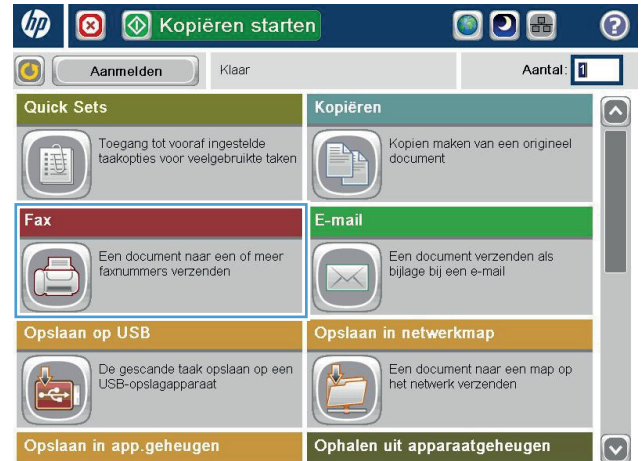 hp
Kopiëren starten
?
Aanmelden
Klaar
Aantal: 1
Quick Sets
Toegang tot vooraf
ingestelde
taakopties voor veelgebruikte taken
Kopiëren
Kopien maken van een origineel
document
Fax
Een document naar een of meer
faxnummers verzenden
E-mail
Een document verzenden als
bijlage bij een e-mail
Opslaan op USB
De gescande taak opslaan op een
USB-opslagapparaat
Opslaan in netwerkmap
Een document naar een map op
het netwerk verzenden
Opslaan in app.geheugen
Ophalen uit apparaatgeheugen